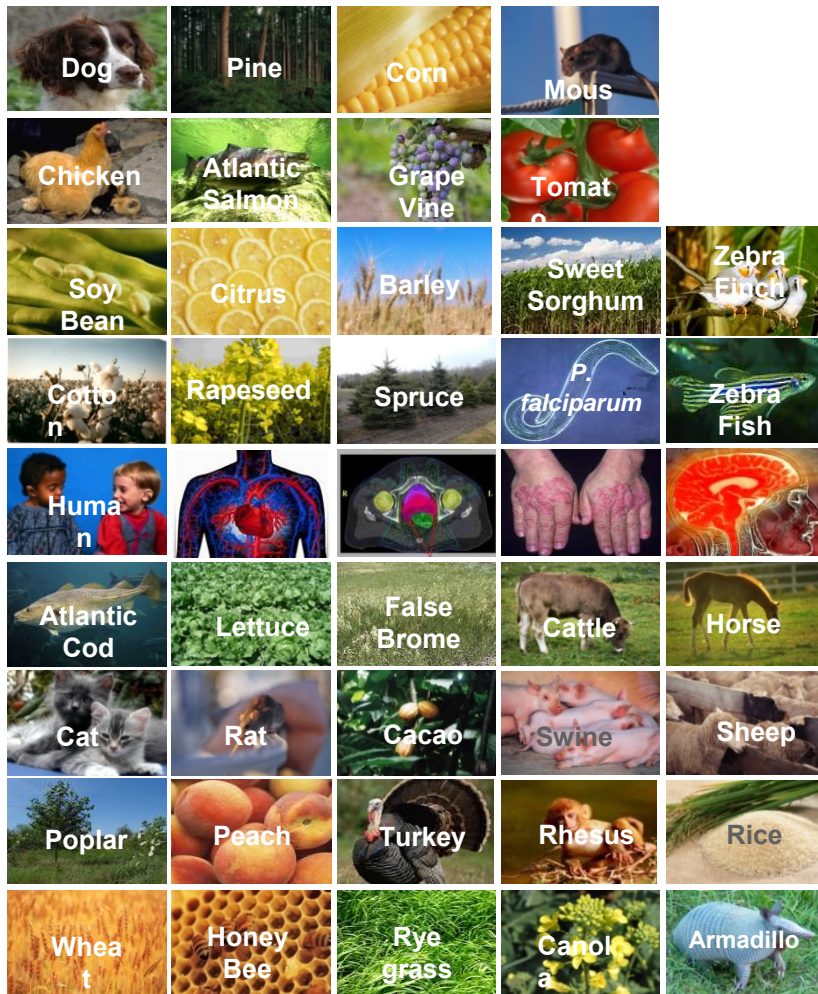 Dog
Pine
Corn
Mous
Chicken
Atlantic
Salmon
Grape
Vine
Tomat
o
Soy
Bean
Citrus
Barley
Sweet
Sorghum
Zebra
Finch
Cotto
n
Rapeseed
Spruce
P.
falciparum
Zebra
Fish
Huma
n
R
L
Atlantic
Cod
Lettuce
False
Brome
Cattle
Horse
Cat
Rat
Cacao
Swine
Sheep
Poplar
Peach
Turkey
Rhesus
Rice
Whea
t
Honey
Bee
Rye
grass
Canol
a
Armadillo